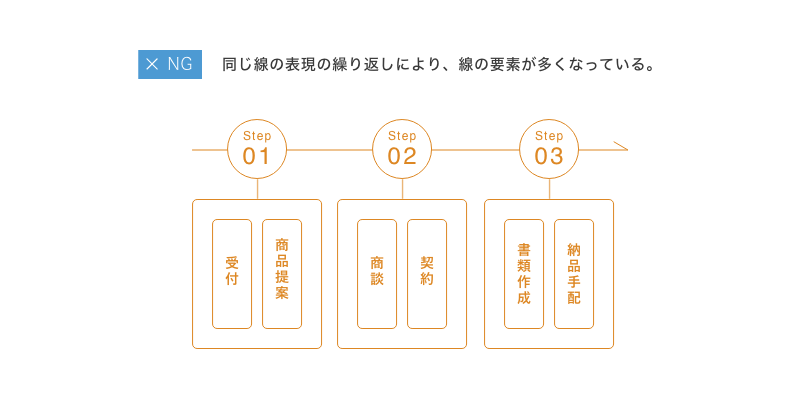 × NG
同じ線の表現の繰り返しにより、線の要素が多くなっている。
Step
01
Step
02
Step
03
受付
商品提案
商談
契約
書類作成
納品手配